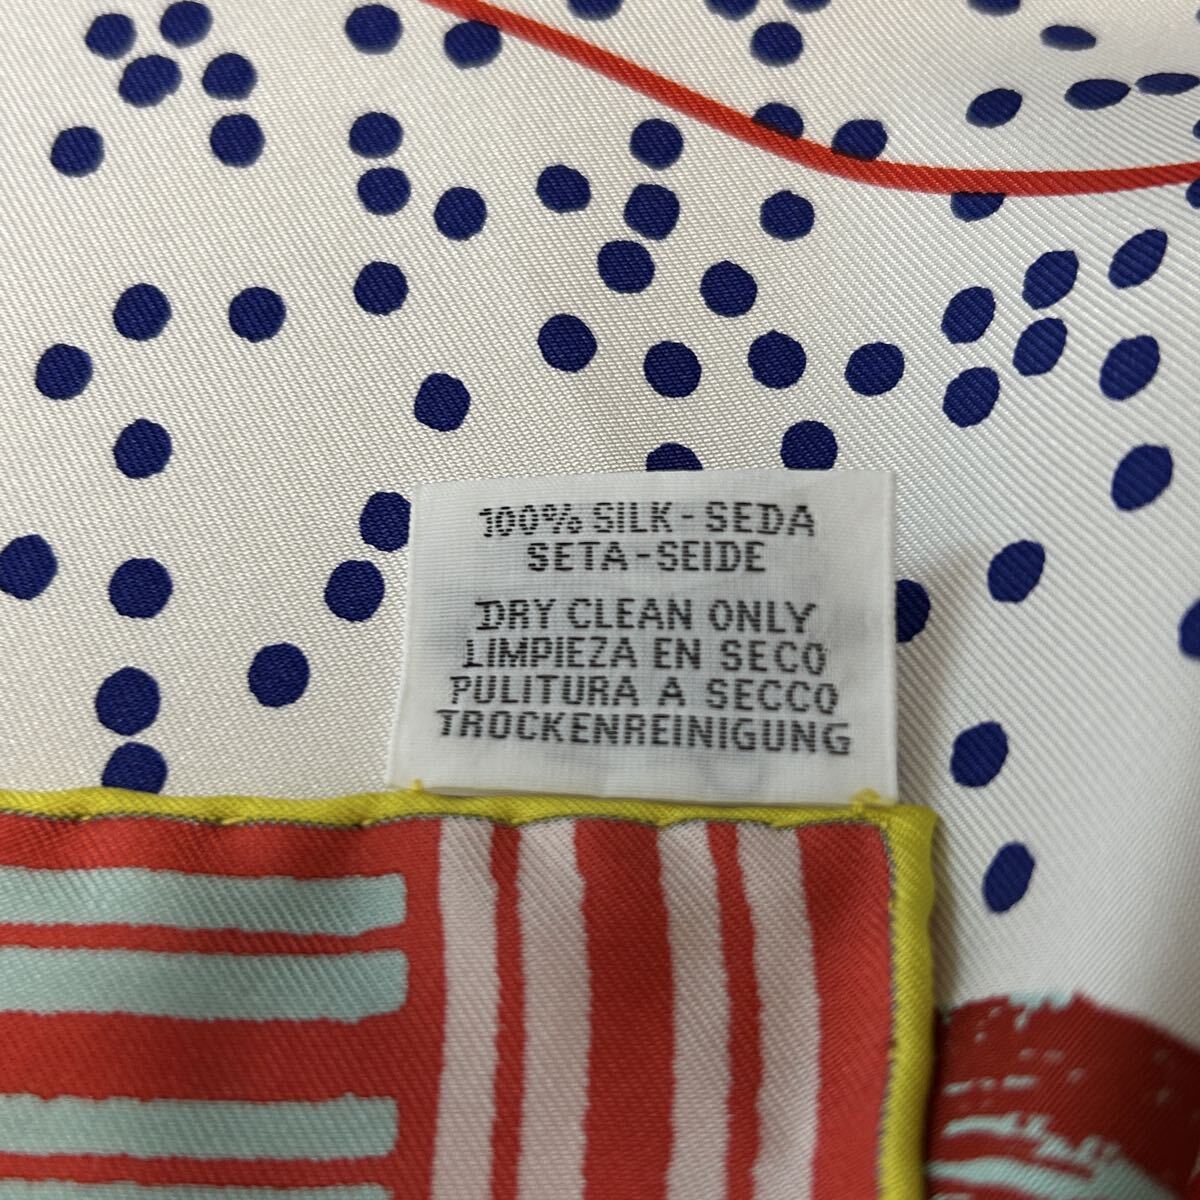 100% SILK-SEDA
SETA-SEIDE
DRY CLEAN ONLY
LIMPIEZA EN SECO
PULITURA A SECCO
TROCKENREINIGUNG